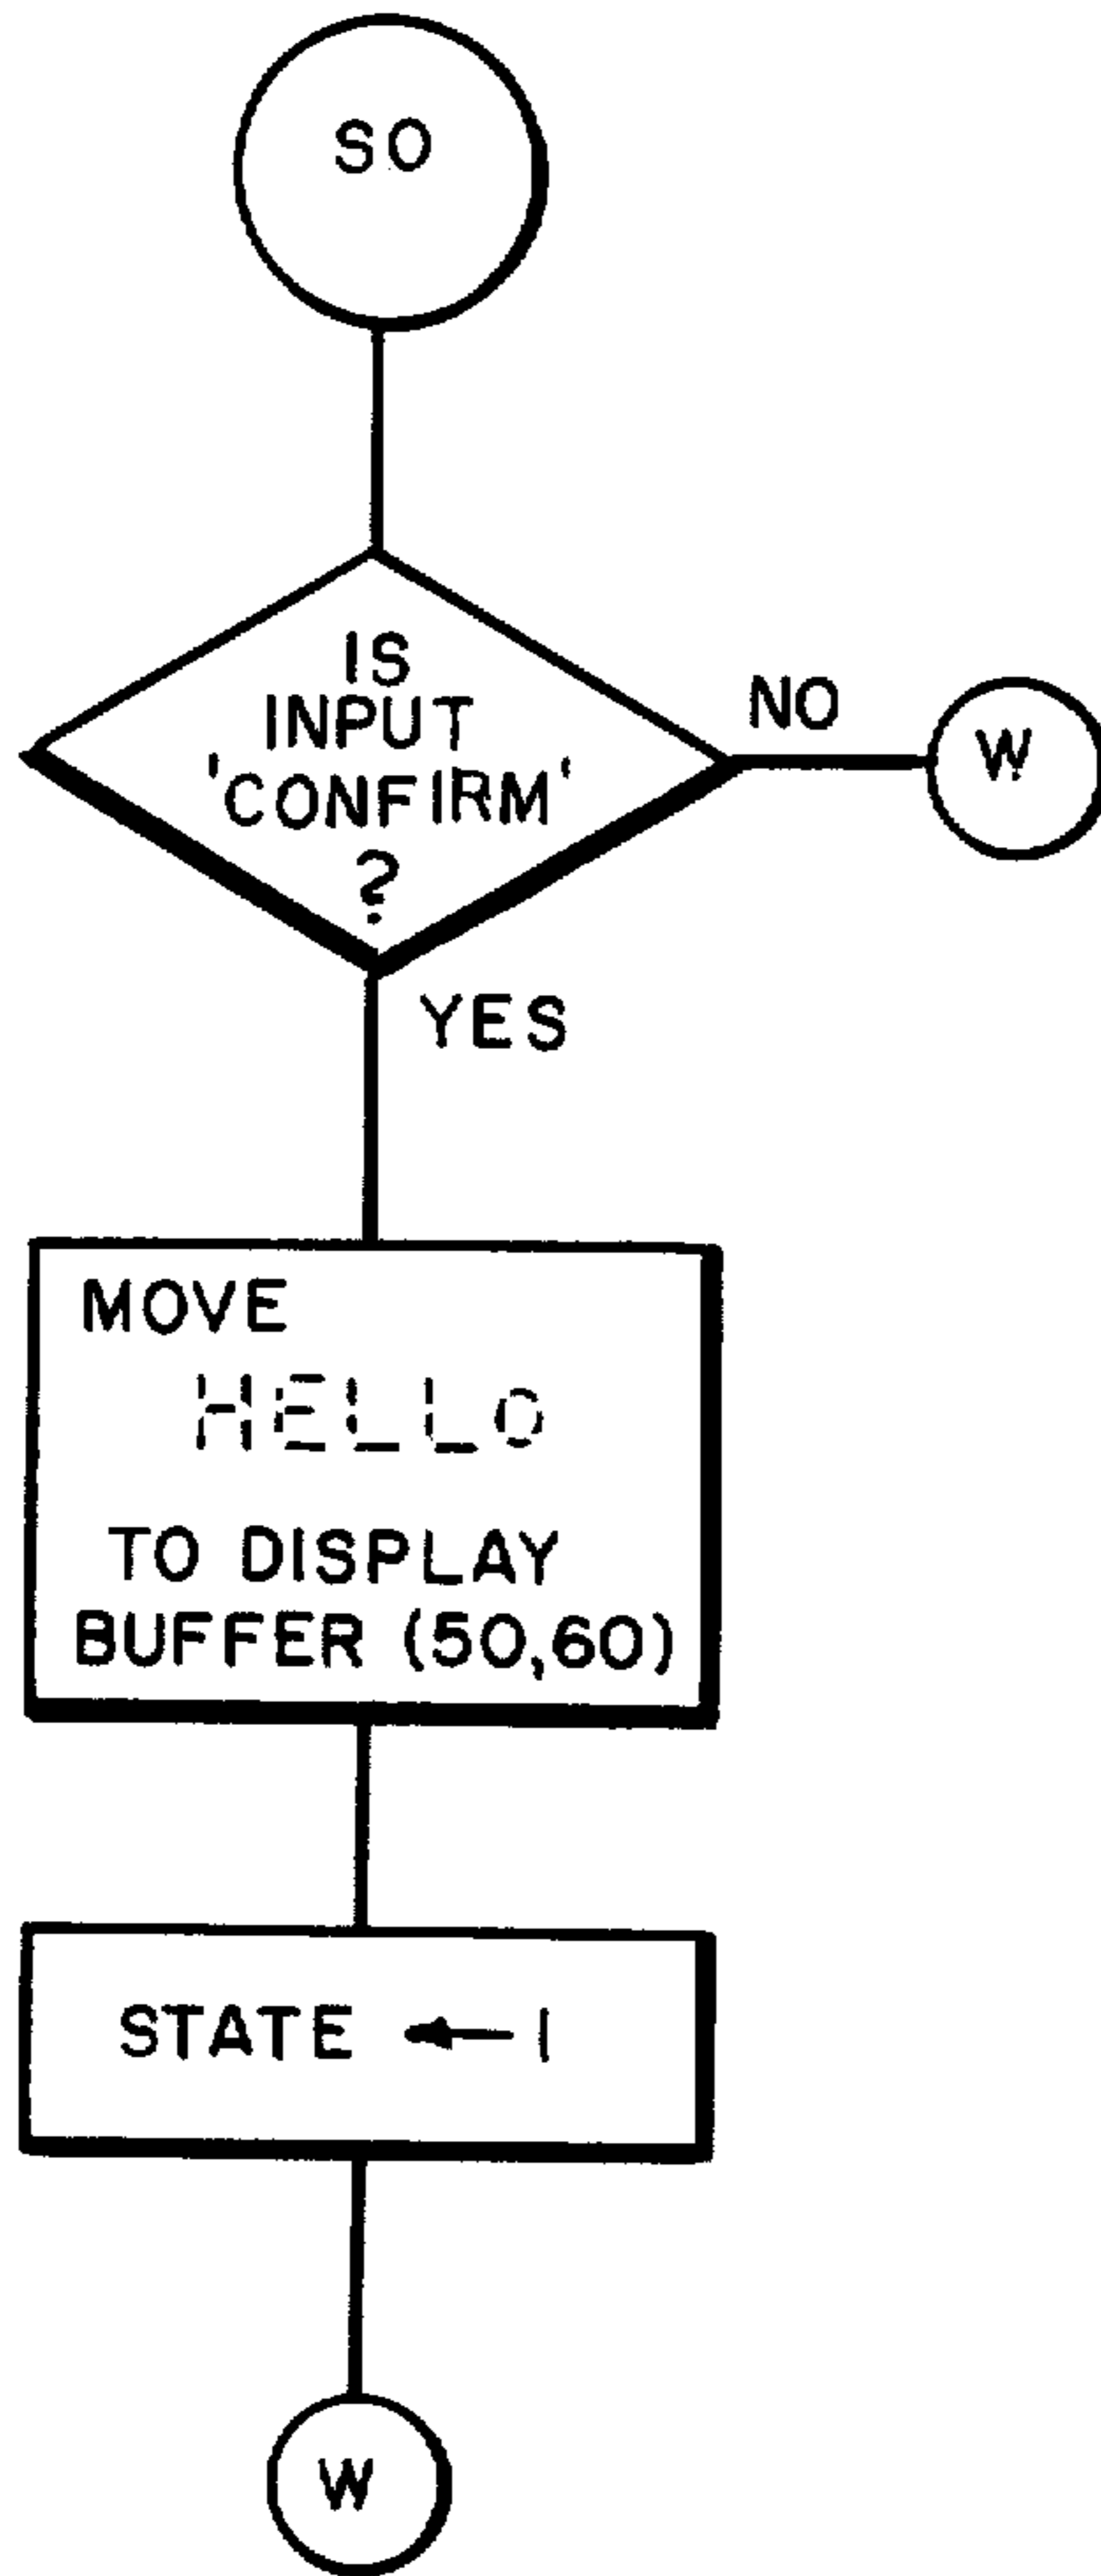 SO
IS
INPUT
'CONFIRM'
?
NO
W
YES
MOVE
HELLO
TO DISPLAY
BUFFER (50,60)
STATE ← 1
W